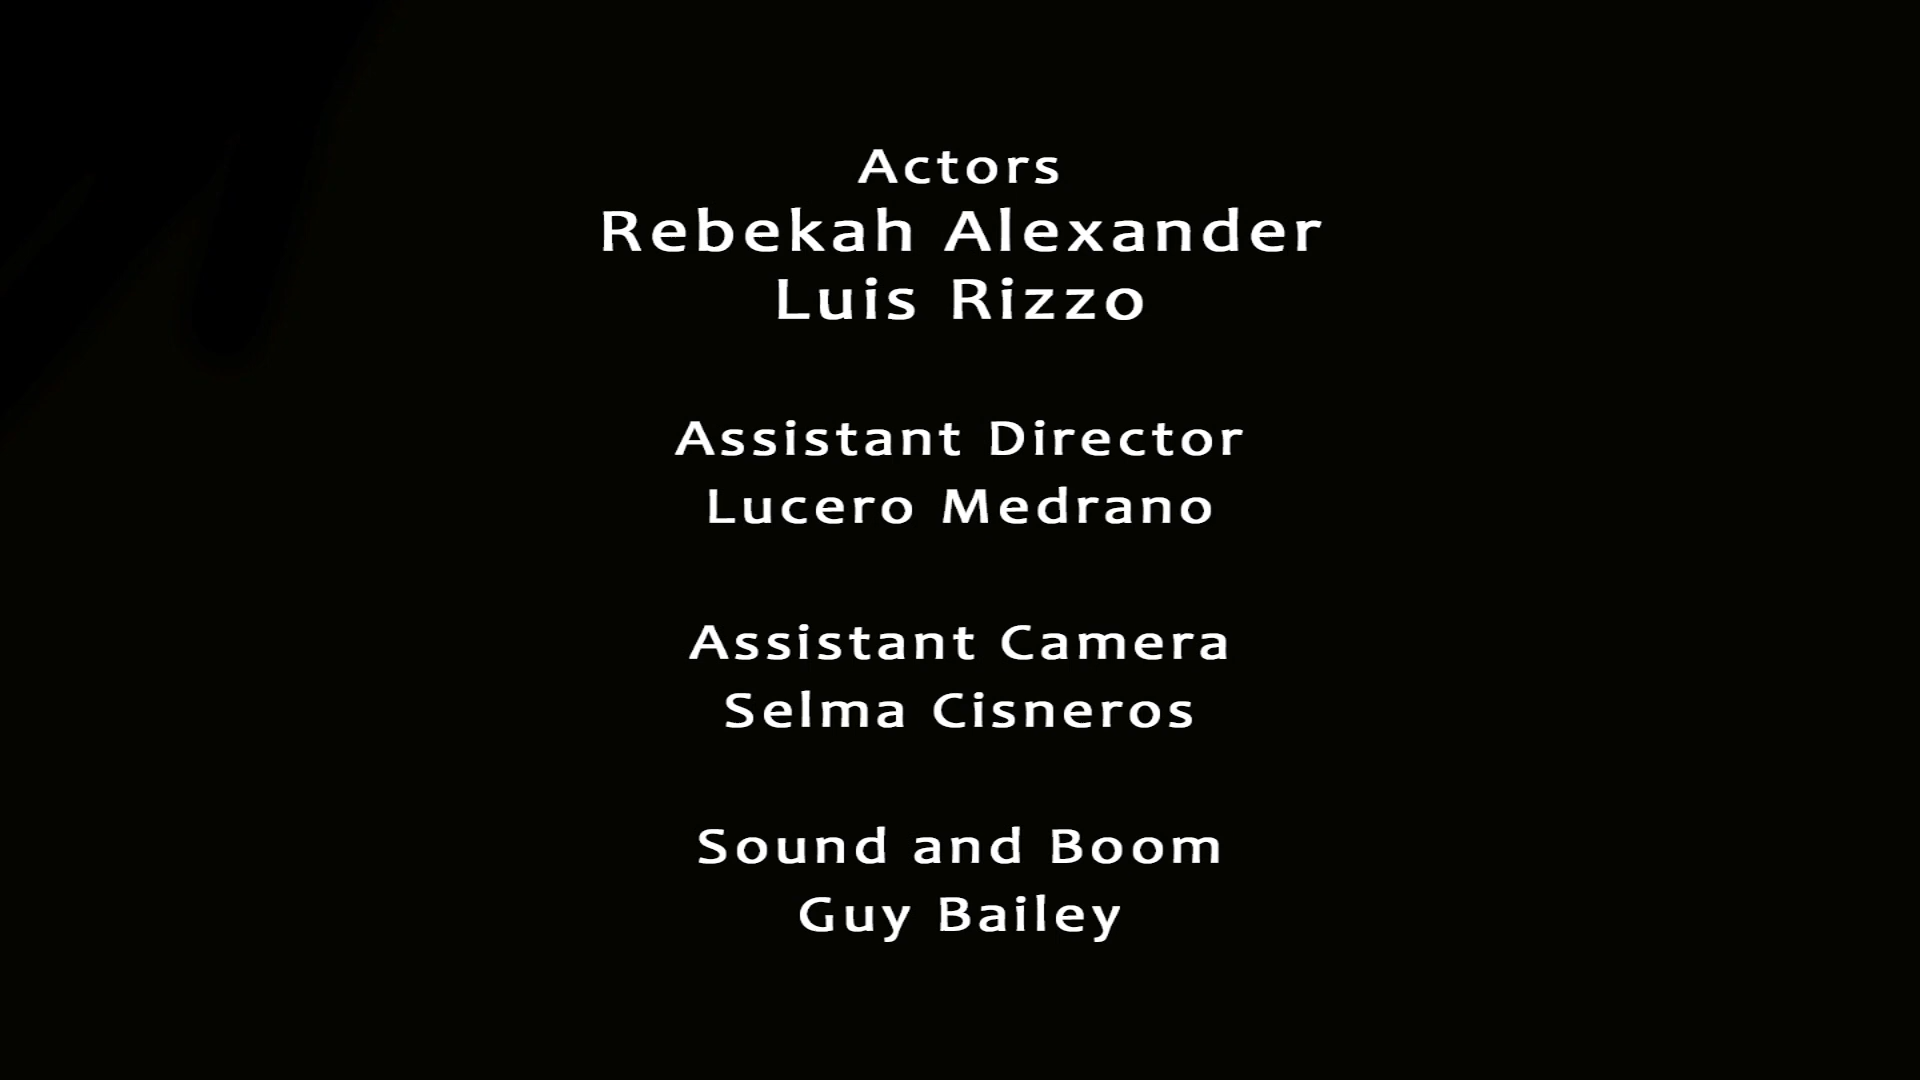 Actors
Rebekah Alexander
Luis Rizzo
Assistant Director
Lucero Medrano
Assistant Camera
Selma Cisneros
Sound and Boom
Guy Bailey